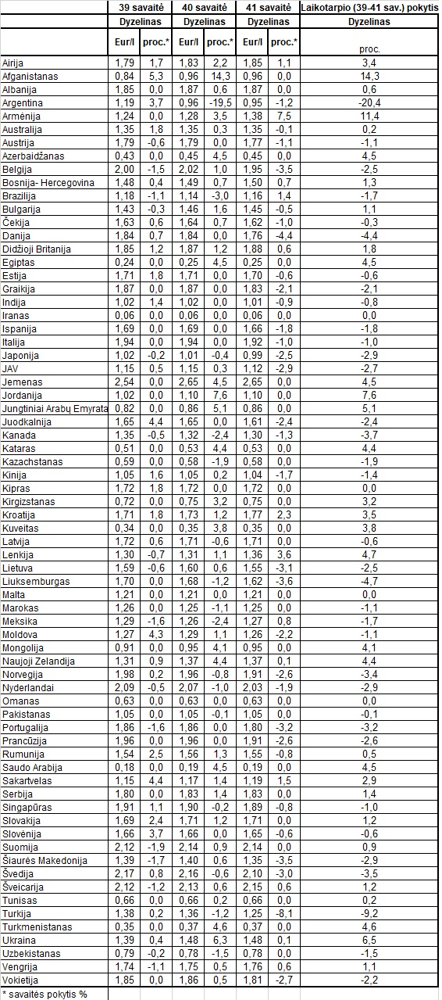 39 savaitė 40 savaitė 41 savaitė Laikotarpio (39-41 sav.) pokytis
Dyzelinas Dyzelinas Dyzelinas Dyzelinas
Eur/l proc.* Eur/l proc.* Eur/l proc.* proc.
Airija 1,79 1,7 1,83 2,2 1,85 1,1 3,4
Afganistanas 0,84 5,3 0,96 14,3 0,96 0,0 14,3
Albanija 1,85 0,0 1,87 0,6 1,87 0,0 0,6
Argentina 1,19 3,7 0,96 -19,5 0,95 -1,2 -20,4
Armėnija 1,24 0,0 1,28 3,5 1,38 7,5 11,4
Australija 1,35 1,8 1,35 0,3 1,35 -0,1 0,2
Austrija 1,79 -0,6 1,79 0,0 1,77 -1,1 -1,1
Azerbaidžanas 0,43 0,0 0,45 4,5 0,45 0,0 4,5
Belgija 2,00 -1,5 2,02 1,0 1,95 -3,5 -2,5
Bosnija- Hercegovina 1,48 0,4 1,49 0,7 1,50 0,7 1,3
Brazilija 1,18 -1,1 1,14 -3,0 1,16 1,4 -1,7
Bulgarija 1,43 -0,3 1,46 1,6 1,45 -0,5 1,1
Čekija 1,63 0,6 1,64 0,7 1,62 -1,0 -0,3
Danija 1,84 0,7 1,84 0,0 1,76 -4,4 -4,4
Didžioji Britanija 1,85 1,2 1,87 1,2 1,88 0,6 1,8
Egiptas 0,24 0,0 0,25 4,5 0,25 0,0 4,5
Estija 1,71 1,8 1,71 0,0 1,70 -0,6 -0,6
Graikija 1,87 0,0 1,87 0,0 1,83 -2,1 -2,1
Indija 1,02 1,4 1,02 0,0 1,01 -0,9 -0,8
Iranas 0,06 0,0 0,06 0,0 0,06 0,0 0,0
Ispanija 1,69 0,0 1,69 0,0 1,66 -1,8 -1,8
Italija 1,94 0,0 1,94 0,0 1,92 -1,0 -1,0
Japonija 1,02 -0,2 1,01 -0,4 0,99 -2,5 -2,9
JAV 1,15 0,5 1,15 0,3 1,12 -2,9 -2,7
Jemenas 2,54 0,0 2,65 4,5 2,65 0,0 4,5
Jordanija 1,02 0,0 1,10 7,6 1,10 0,0 7,6
Jungtiniai Arabų Emyrata 0,82 0,0 0,86 5,1 0,86 0,0 5,1
Juodkalnija 1,65 4,4 1,65 0,0 1,61 -2,4 -2,4
Kanada 1,35 -0,5 1,32 -2,4 1,30 -1,3 -3,7
Kataras 0,51 0,0 0,53 4,4 0,53 0,0 4,4
Kazachstanas 0,59 0,0 0,58 -1,9 0,58 0,0 -1,9
Kinija 1,05 1,6 1,05 0,2 1,04 -1,7 -1,4
Kipras 1,72 1,8 1,72 0,0 1,72 0,0 0,0
Kirgizstanas 0,72 0,0 0,75 3,2 0,75 0,0 3,2
Kroatija 1,71 1,8 1,73 1,2 1,77 2,3 3,5
Kuveitas 0,34 0,0 0,35 3,8 0,35 0,0 3,8
Latvija 1,72 0,6 1,71 -0,6 1,71 0,0 -0,6
Lenkija 1,30 -0,7 1,31 1,1 1,36 3,6 4,7
Lietuva 1,59 -0,6 1,60 0,6 1,55 -3,1 -2,5
Liuksemburgas 1,70 0,0 1,68 -1,2 1,62 -3,6 -4,7
Malta 1,21 0,0 1,21 0,0 1,21 0,0 0,0
Marokas 1,26 0,0 1,25 -1,1 1,25 0,0 -1,1
Meksika 1,29 -1,6 1,26 -2,4 1,27 0,8 -1,7
Moldova 1,27 4,3 1,29 1,1 1,26 -2,2 -1,1
Mongolija 0,91 0,0 0,95 4,1 0,95 0,0 4,1
Naujoji Zelandija 1,31 0,9 1,37 4,4 1,37 0,1 4,4
Norvegija 1,98 0,2 1,96 -0,8 1,91 -2,6 -3,4
Nyderlandai 2,09 -0,5 2,07 -1,0 2,03 -1,9 -2,9
Omanas 0,63 0,0 0,63 0,0 0,63 0,0 0,0
Pakistanas 1,05 0,0 1,05 -0,1 1,05 0,0 -0,1
Portugalija 1,86 -1,6 1,86 0,0 1,80 -3,2 -3,2
Prancūzija 1,96 0,0 1,96 0,0 1,91 -2,6 -2,6
Rumunija 1,54 2,5 1,56 1,3 1,55 -0,8 0,5
Saudo Arabija 0,18 0,0 0,19 4,5 0,19 0,0 4,5
Sakartvelas 1,15 4,4 1,17 1,4 1,19 1,5 2,9
Serbija 1,80 0,0 1,83 1,4 1,83 0,0 1,4
Singapūras 1,91 1,1 1,90 -0,2 1,89 -0,8 -1,0
Slovakija 1,69 2,4 1,71 1,2 1,71 0,0 1,2
Slovėnija 1,66 3,7 1,66 0,0 1,65 -0,6 -0,6
Suomija 2,12 -1,9 2,14 0,9 2,14 0,0 0,9
Šiaurės Makedonija 1,39 -1,7 1,40 0,6 1,35 -3,5 -2,9
Švedija 2,17 0,8 2,16 -0,6 2,10 -3,0 -3,5
Šveicarija 2,12 -1,2 2,13 0,6 2,15 0,6 1,2
Tunisas 0,66 0,0 0,66 0,2 0,66 0,0 0,2
Turkija 1,38 0,2 1,36 -1,2 1,25 -8,1 -9,2
Turkmenistanas 0,35 0,0 0,37 4,6 0,37 0,0 4,6
Ukraina 1,39 0,4 1,48 6,3 1,48 0,1 6,5
Uzbekistanas 0,79 -0,2 0,78 -1,5 0,78 0,0 -1,5
Vengrija 1,74 -1,1 1,75 0,5 1,76 0,6 1,1
Vokietija 1,85 0,0 1,86 0,5 1,81 -2,7 -2,2
* savaitės pokytis %